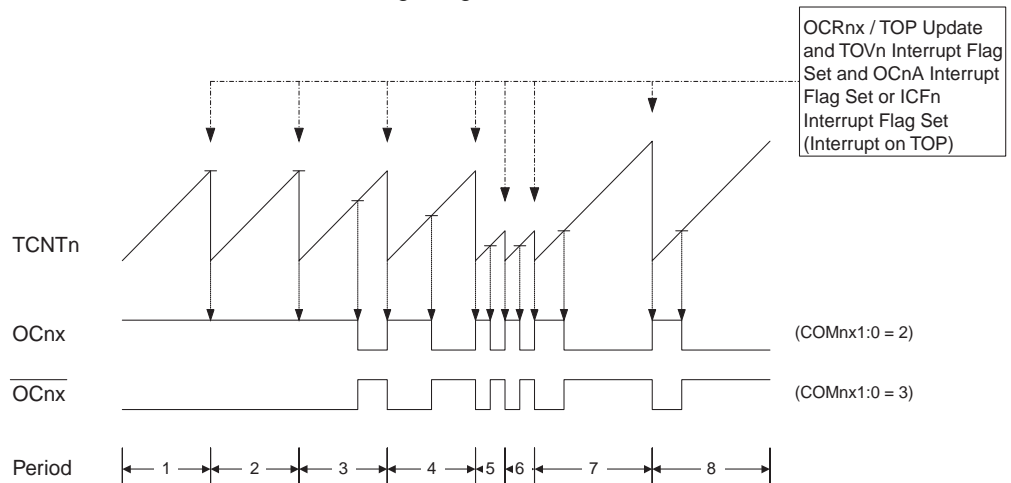 OCRnx / TOP Update
and TOVn Interrupt Flag
Set and OCnA Interrupt
Flag Set or ICFn
Interrupt Flag Set
(Interrupt on TOP)
TCNTn
OCnx
(COMnx1:0 = 2)
OCnx
(COMnx1:0 = 3)
Period 1 2 3 4 5 6 7 8